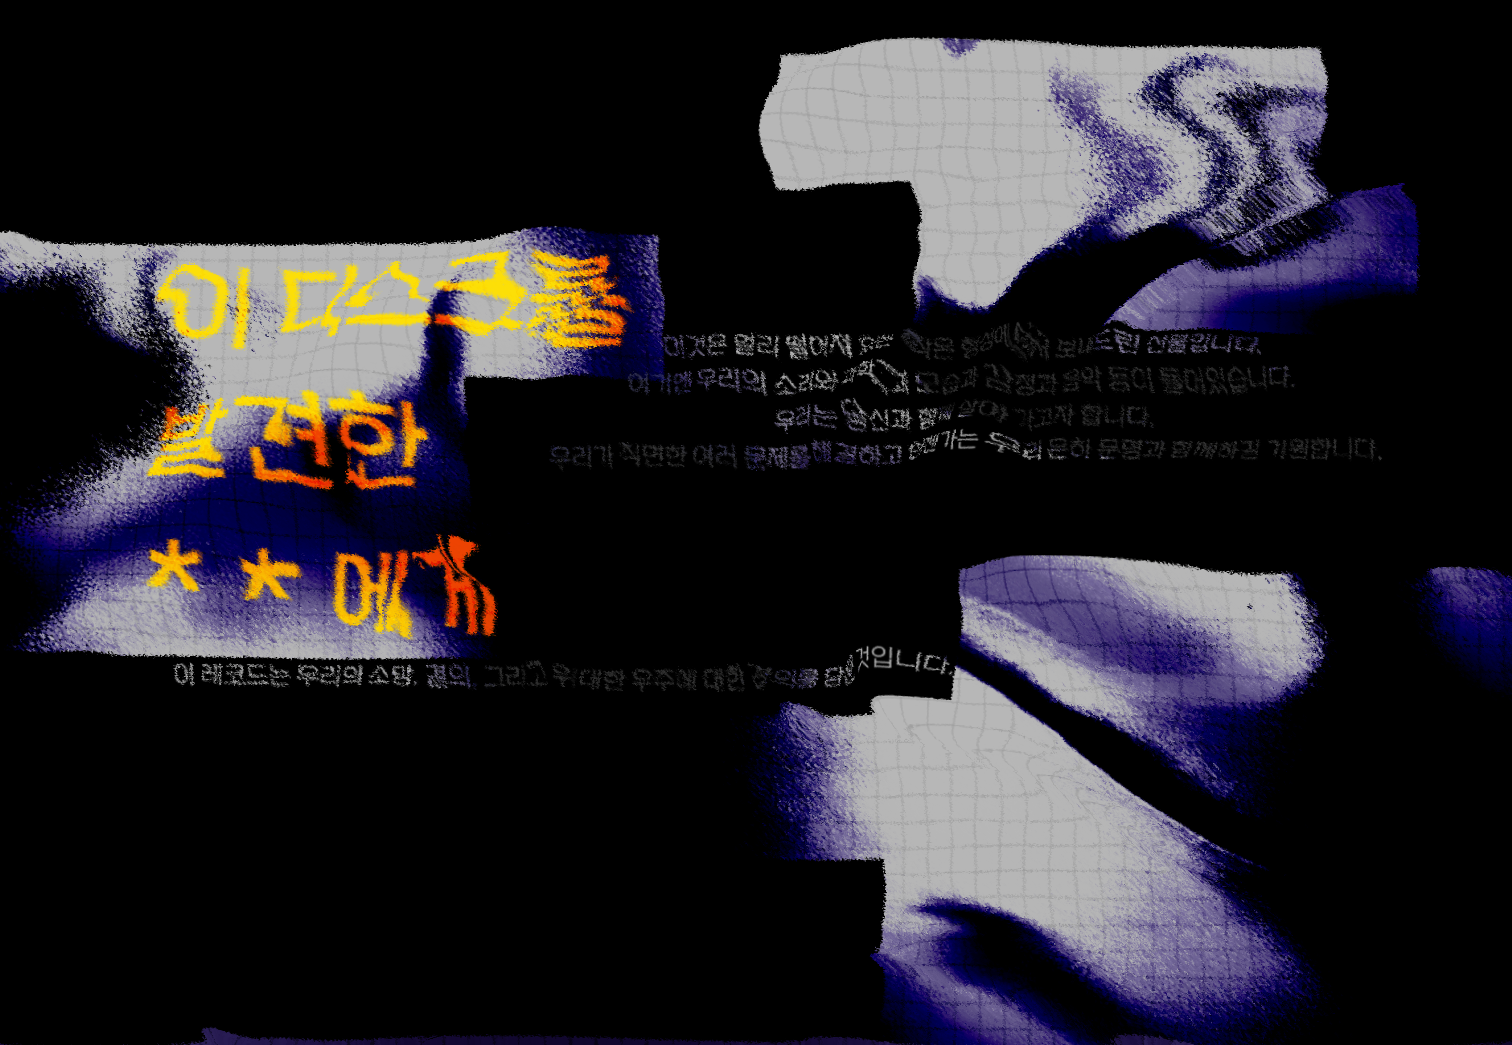 이 디스크를
발견한
**에게
이것은 멀리 떨어져 있는 작은 행성에서 보내드린 선물입니다.
여기엔 우리의 소리와 과학과 모습과 감정과 음악 등이 들어있습니다.
우리는 당신과 함께 살아 가고자 합니다.
우리가 직면한 여러 문제를 해결하고 언젠가는 우리 은하 문명과 함께하길 기원합니다.
이 레코드는 우리의 소망, 결의, 그리고 위대한 우주에 대한 경의를 담은 것입니다.